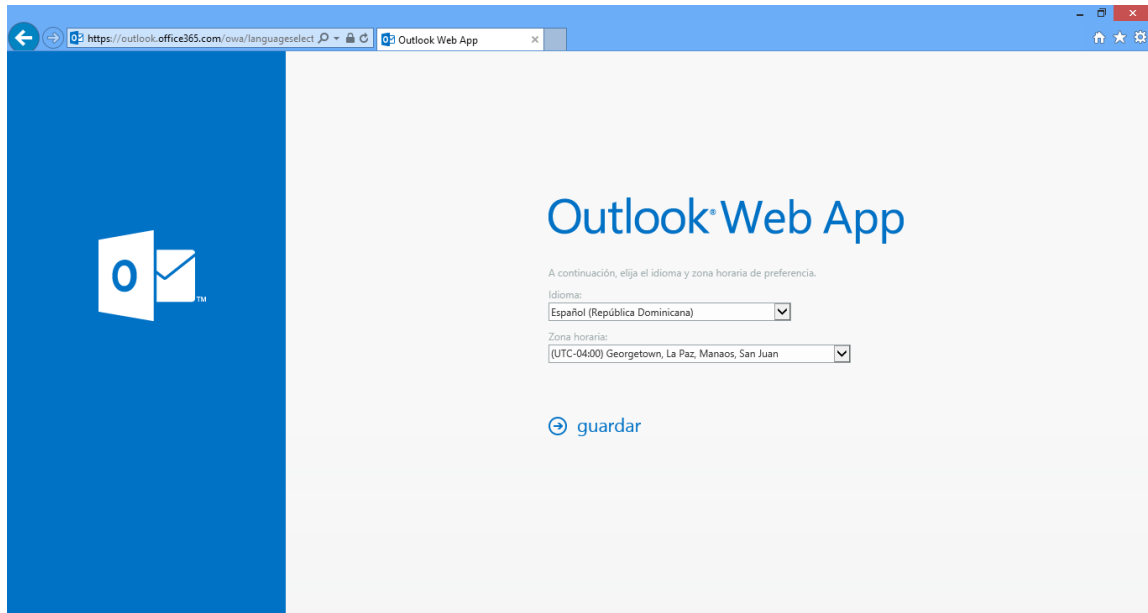 https://outlook.office365.com/owa/languageselect
Outlook Web App
Outlook® Web App
A continuación, elija el idioma y zona horaria de preferencia.
Idioma:
Español (República Dominicana)
Zona horaria:
(UTC-04:00) Georgetown, La Paz, Manaos, San Juan
guardar
O
TM